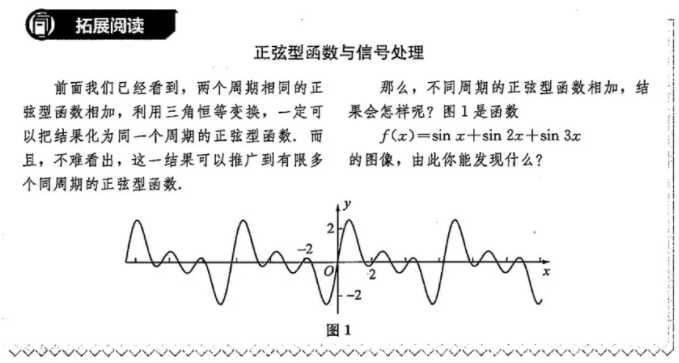 拓展阅读
正弦型函数与信号处理
前面我们已经看到，两个周期相同的正
弦型函数相加，利用三角恒等变换，一定可
以把结果化为同一个周期的正弦型函数．而
且，不难看出，这一结果可以推广到有限多
个同周期的正弦型函数．
那么，不同周期的正弦型函数相加，结
果会怎样呢？图1是函数
f(x)=sin x+sin 2x+sin 3x
的图像，由此你能发现什么？
y
2
-2
O
2
x
-2
图1